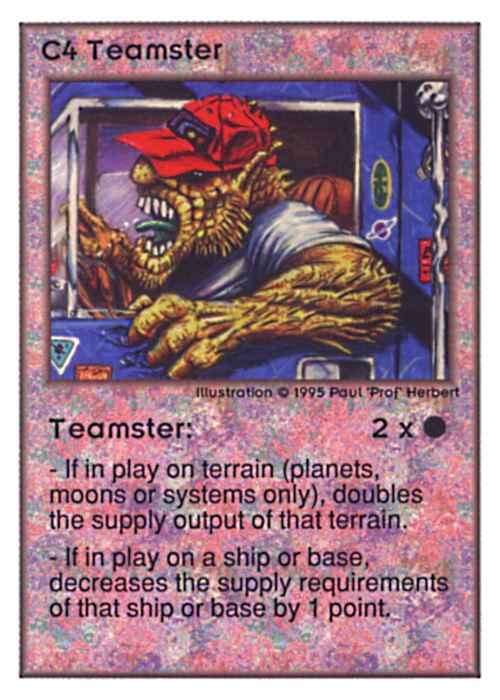 C4 Teamster
Illustration © 1995 Paul 'Prof' Herbert
Teamster: 2 x ●
- If in play on terrain (planets,
moons or systems only), doubles
the supply output of that terrain.
- If in play on a ship or base,
decreases the supply requirements
of that ship or base by 1 point.